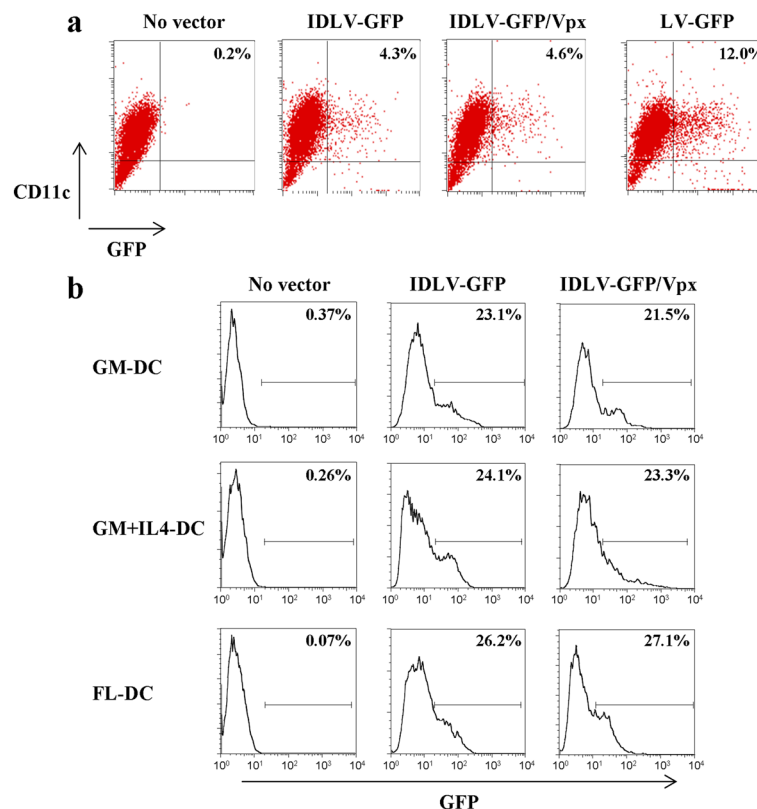 a
No vector IDLV-GFP IDLV-GFP/Vpx LV-GFP
0.2% 4.3% 4.6% 12.0%
CD11c
GFP
b
No vector IDLV-GFP IDLV-GFP/Vpx
GM-DC 0.37% 23.1% 21.5%
10⁰ 10¹ 10² 10³ 10⁴ 10⁰ 10¹ 10² 10³ 10⁴ 10⁰ 10¹ 10² 10³ 10⁴
GM+IL4-DC 0.26% 24.1% 23.3%
10⁰ 10¹ 10² 10³ 10⁴ 10⁰ 10¹ 10² 10³ 10⁴ 10⁰ 10¹ 10² 10³ 10⁴
FL-DC 0.07% 26.2% 27.1%
10⁰ 10¹ 10² 10³ 10⁴ 10⁰ 10¹ 10² 10³ 10⁴ 10⁰ 10¹ 10² 10³ 10⁴
GFP